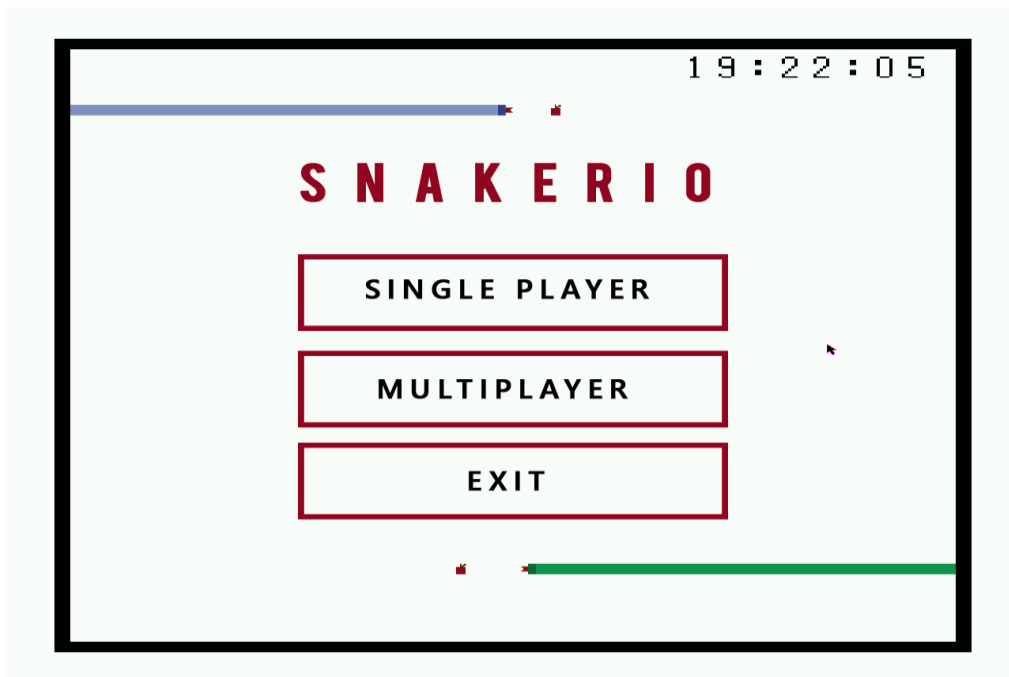 19:22:05
SNAKERIO
SINGLE PLAYER
MULTIPLAYER
EXIT